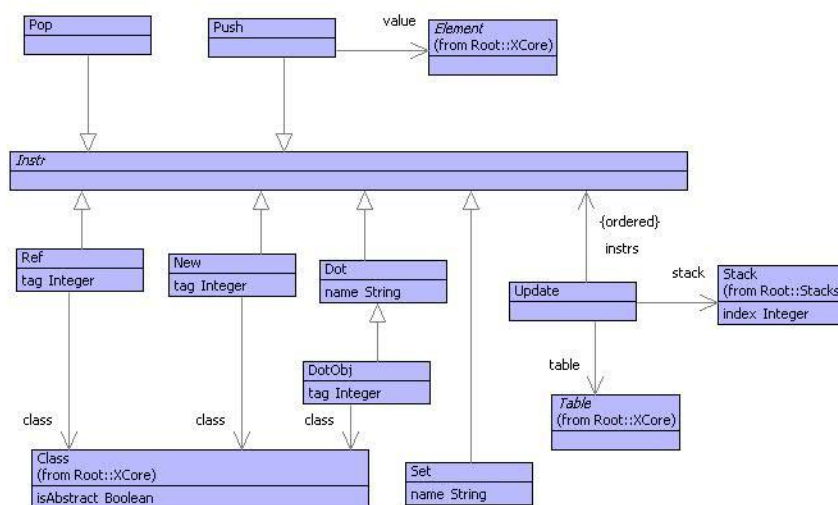 Pop
Push
value
Element
(from Root::XCore)
Instr
{ordered}
instrs
Ref
tag Integer
New
tag Integer
Dot
name String
Update
stack
Stack
(from Root::Stacks
index Integer
DotObj
tag Integer
table
Table
(from Root::XCore)
class
class
class
Class
(from Root::XCore)
isAbstract Boolean
Set
name String